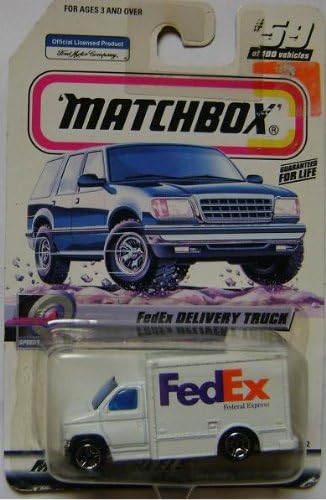 FOR AGES 3 AND OVER
Official Licensed Product
Ford Motor Company
#59
of 100 vehicles
MATCHBOX®
GUARANTEED
FOR LIFE
FedEx DELIVERY TRUCK
SPEEDY
FedEx
Federal Express